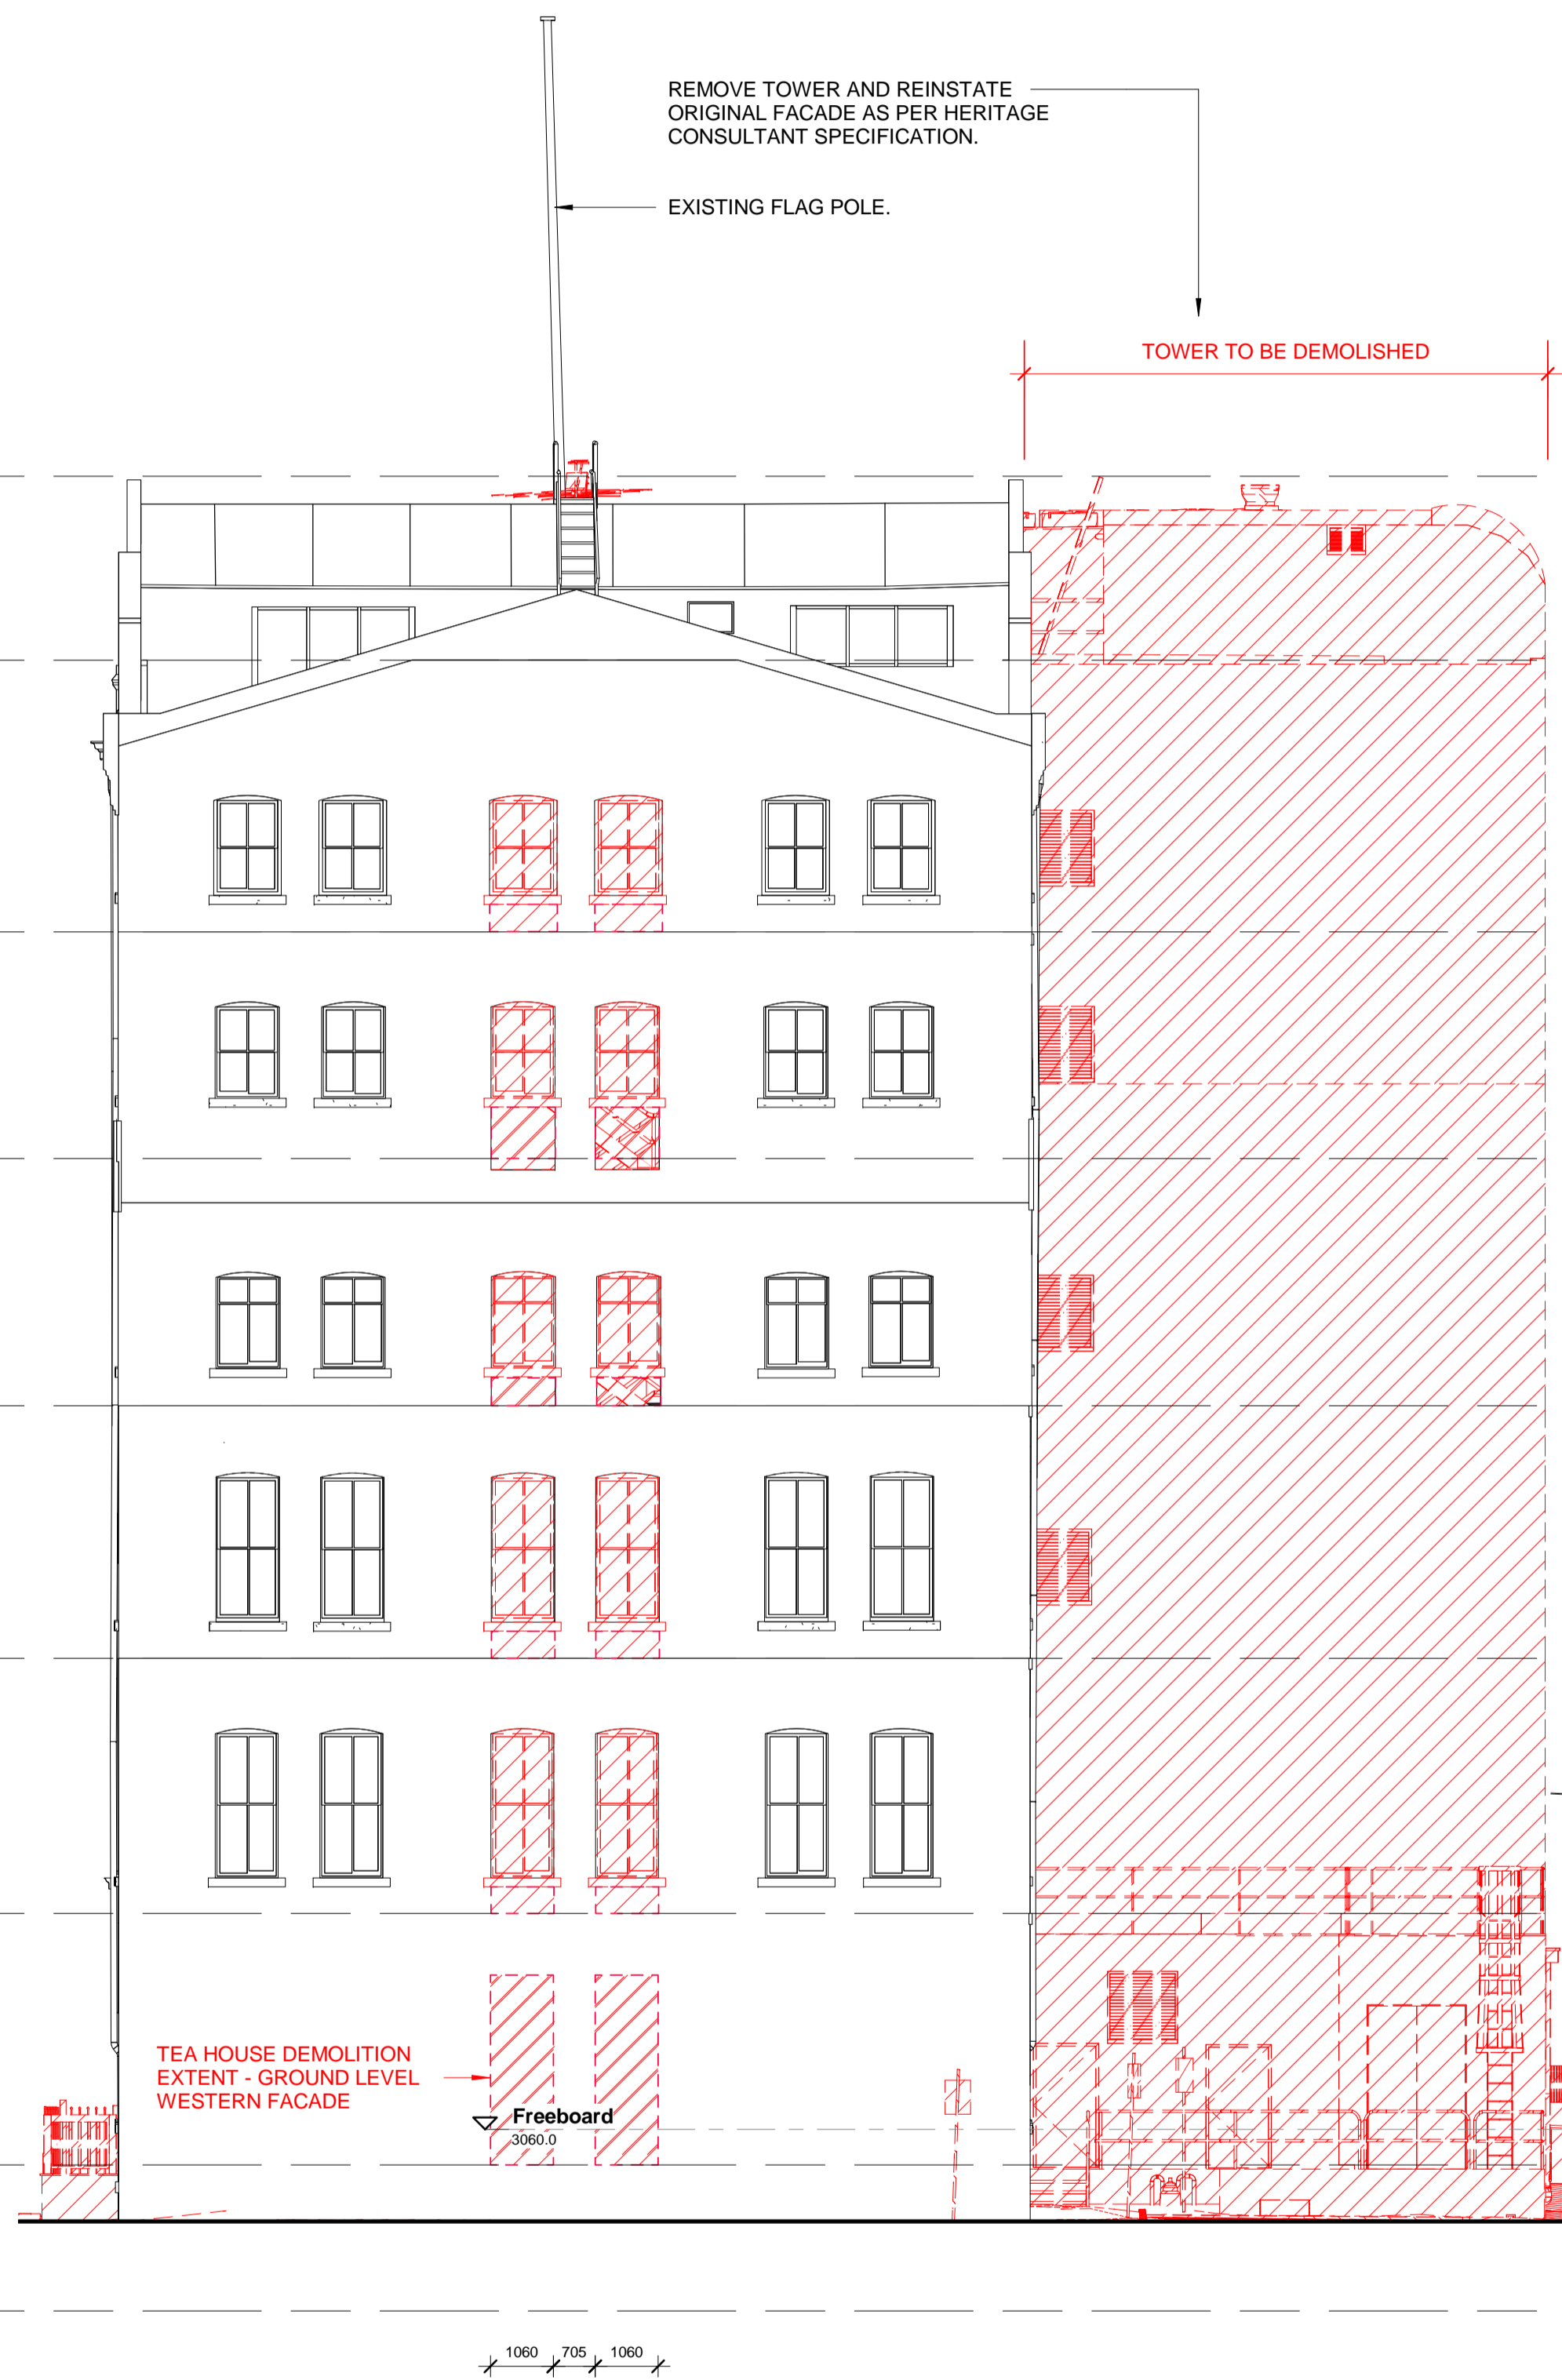 REMOVE TOWER AND REINSTATE
ORIGINAL FACADE AS PER HERITAGE
CONSULTANT SPECIFICATION.
EXISTING FLAG POLE.
TOWER TO BE DEMOLISHED
TEA HOUSE DEMOLITION
EXTENT - GROUND LEVEL
WESTERN FACADE
Freeboard
3060.0
1060 705 1060